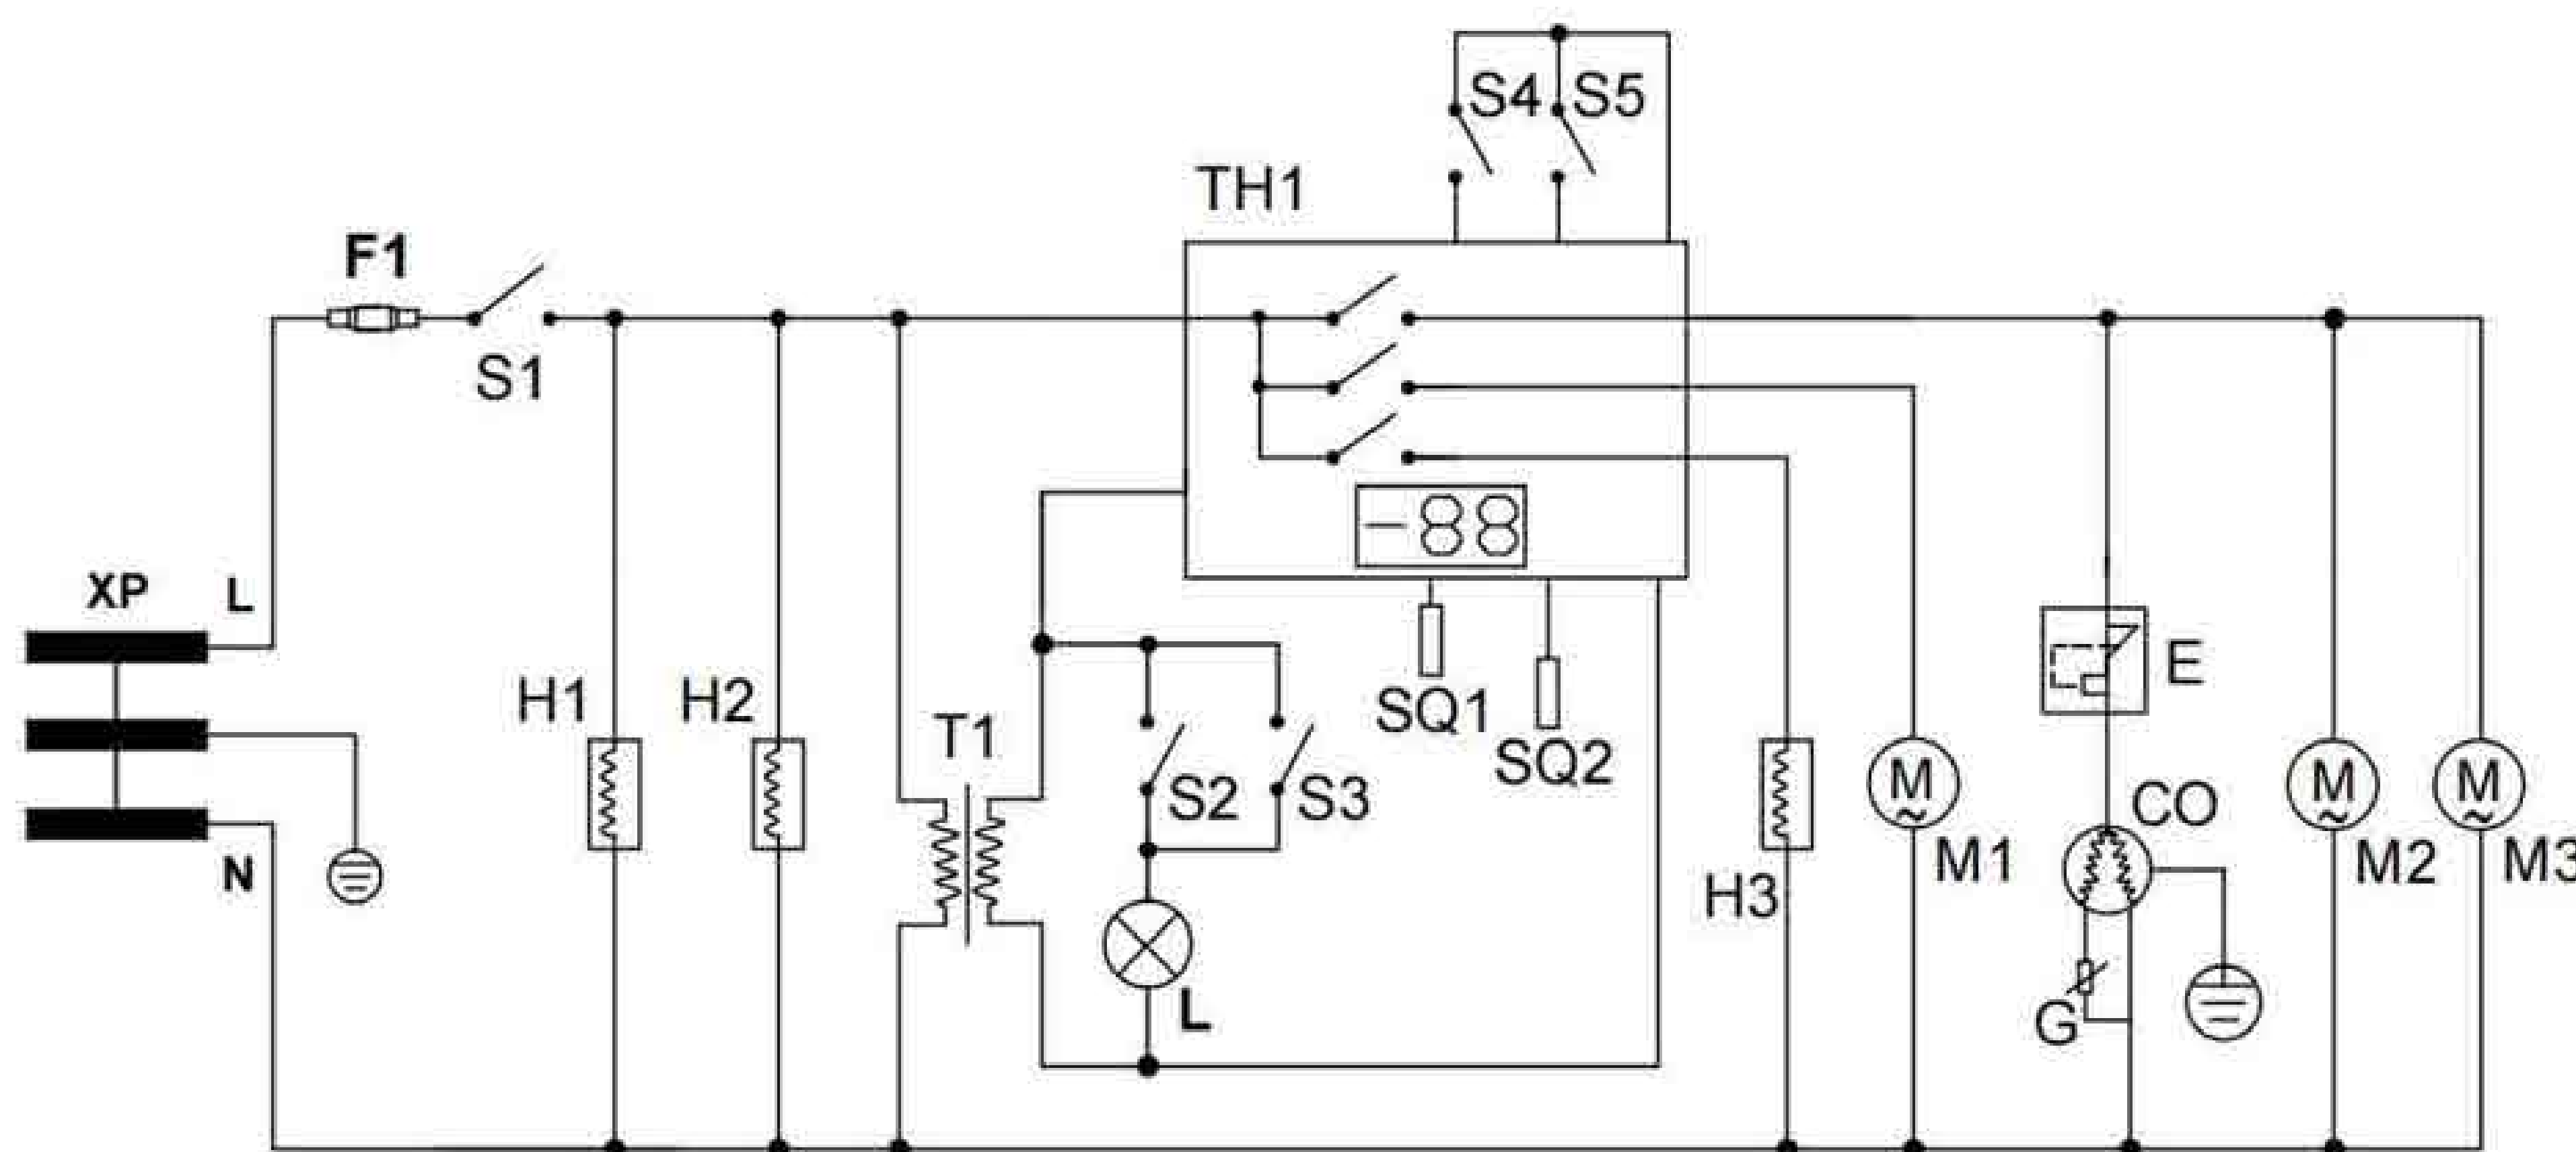 S4 S5
TH1
F1
S1
XP L
-88
H1 H2
SQ1
T1
SQ2
E
S2 S3
M M M
CO
M1 M2 M3
N
H3
L
G